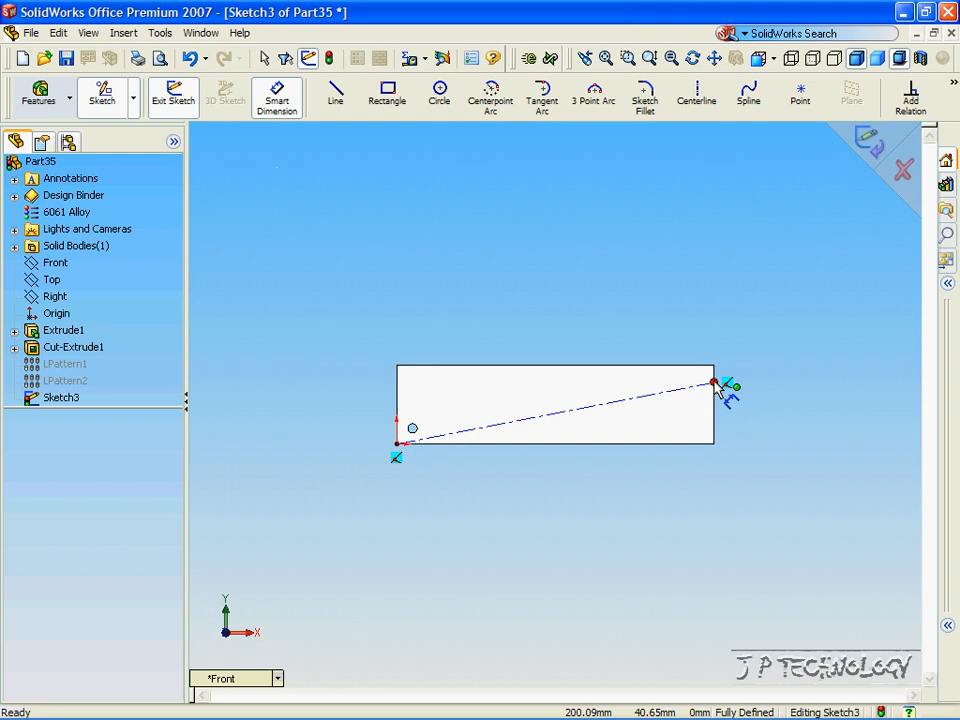 SolidWorks Office Premium 2007 - [Sketch3 of Part35 *]
File Edit View Insert Tools Window Help SolidWorks Search
Features Sketch Exit Sketch 3D Sketch Smart Dimension Line Rectangle Circle Centerpoint Arc Tangent Arc 3 Point Arc Sketch Fillet Centerline Spline Point Plane Add Relation
Part35
Annotations
Design Binder
6061 Alloy
Lights and Cameras
Solid Bodies(1)
Front
Top
Right
Origin
Extrude1
Cut-Extrude1
LPattern1
LPattern2
Sketch3
Y
X
J P TECHNOLOGY
*Front
Ready 200.09mm 40.65mm 0mm Fully Defined Editing Sketch3